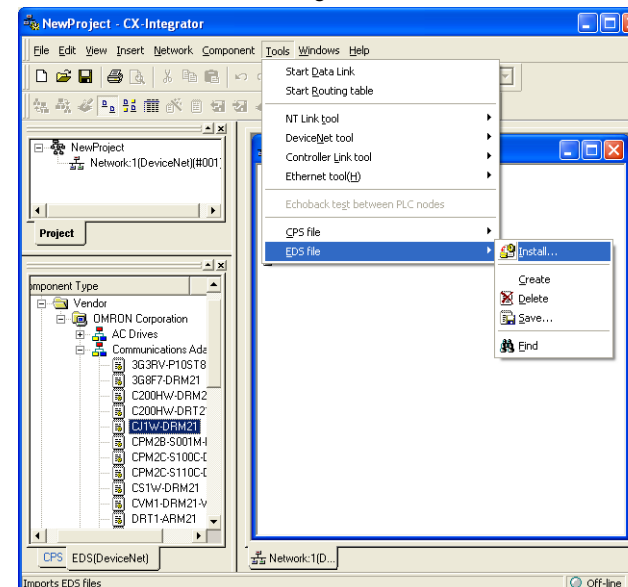 NewProject - CX-Integrator
File Edit View Insert Network Component Tools Windows Help
Start Data Link
Start Routing table
NT Link tool
DeviceNet tool
Controller Link tool
Ethernet tool(H)
Echoback test between PLC nodes
CPS file
EDS file
Install...
Create
Delete
Save...
Find
NewProject
Network:1(DeviceNet)(#001)
Project
omponent Type
Vendor
OMRON Corporation
AC Drives
Communications Ada
3G3RV-P10ST8
3G8F7-DRM21
C200HW-DRM2
C200HW-DRT2
CJ1W-DRM21
CPM2B-S001M-
CPM2C-S100C-
CPM2C-S110C-
CS1W-DRM21
CVM1-DRM21-V
DRT1-ARM21
CPS EDS(DeviceNet)
Network:1(D...
Imports EDS files
Off-line